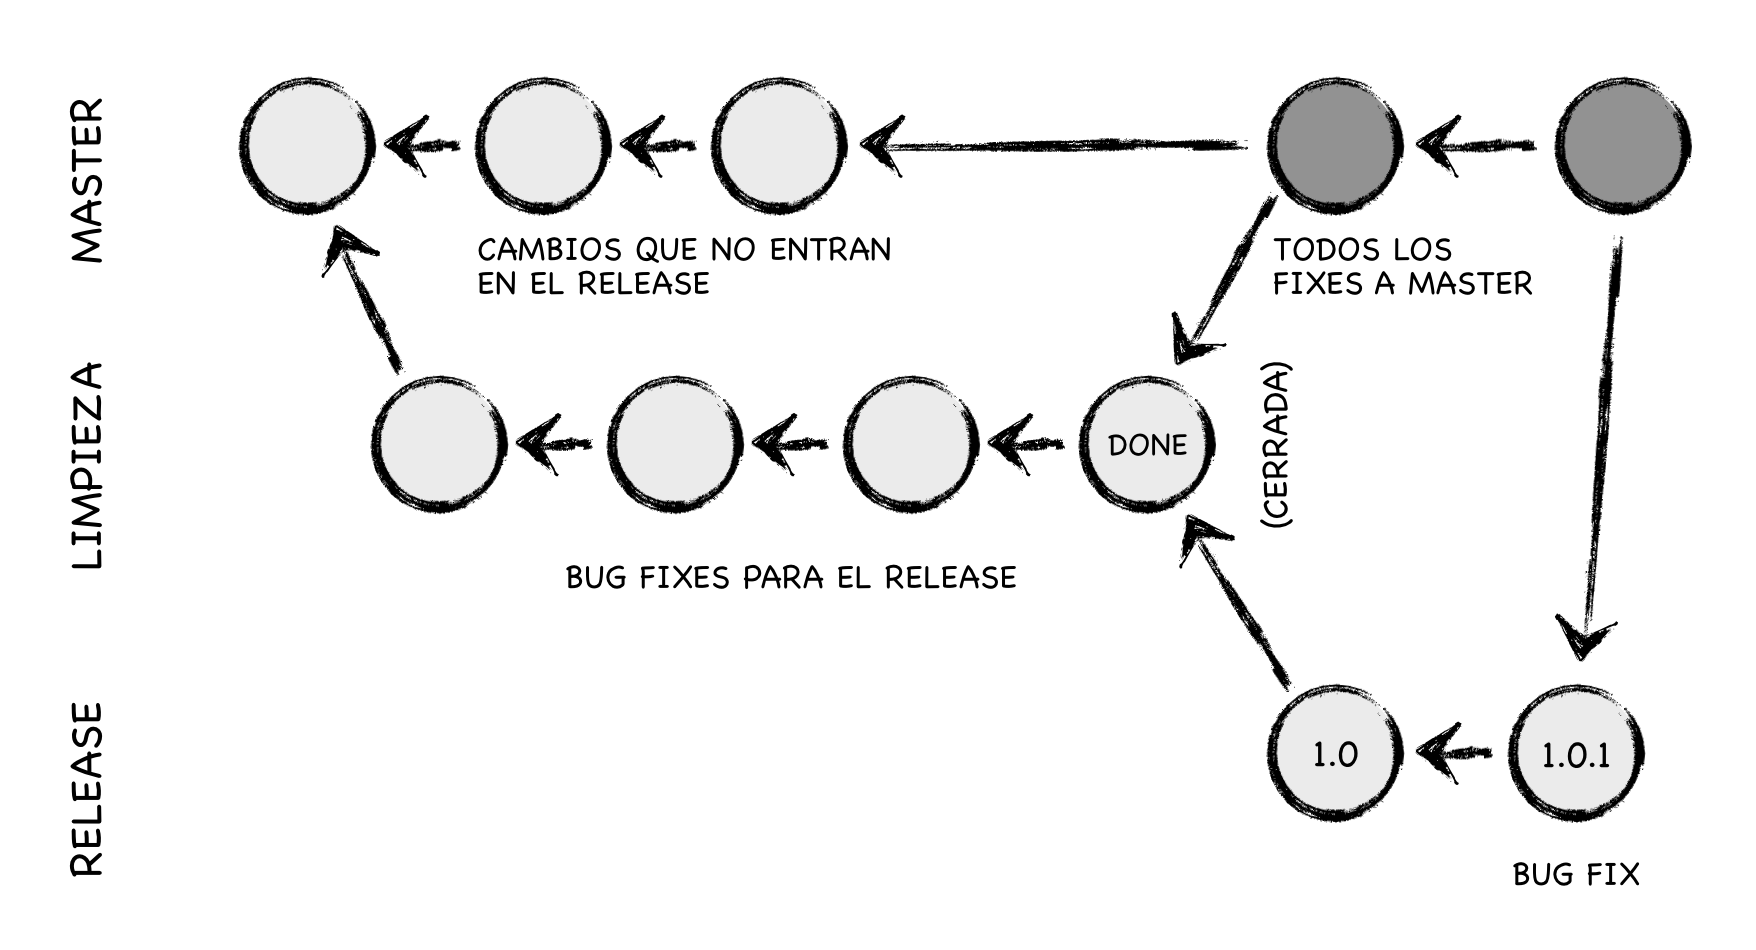 MASTER
CAMBIOS QUE NO ENTRAN
EN EL RELEASE
TODOS LOS
FIXES A MASTER
LIMPIEZA
DONE
(CERRADA)
BUG FIXES PARA EL RELEASE
RELEASE
1.0
1.0.1
BUG FIX